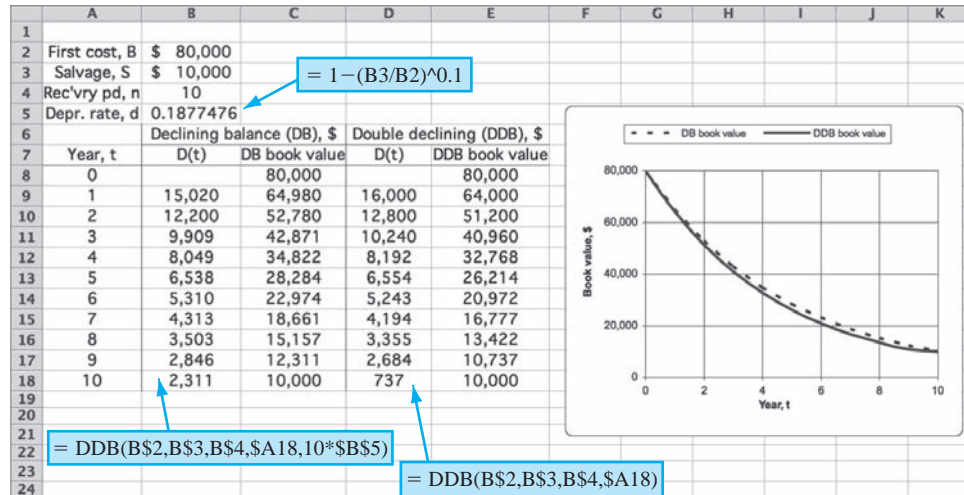 A B C D E F G H I J K
1
2 First cost, B $ 80,000
3 Salvage, S $ 10,000
= 1−(B3/B2)^0.1
4 Rec'vry pd, n 10
5 Depr. rate, d 0.1877476
6 Declining balance (DB), $ Double declining (DDB), $
7 Year, t D(t) DB book value D(t) DDB book value
8 0 80,000 80,000
9 1 15,020 64,980 16,000 64,000
10 2 12,200 52,780 12,800 51,200
11 3 9,909 42,871 10,240 40,960
12 4 8,049 34,822 8,192 32,768
13 5 6,538 28,284 6,554 26,214
14 6 5,310 22,974 5,243 20,972
15 7 4,313 18,661 4,194 16,777
16 8 3,503 15,157 3,355 13,422
17 9 2,846 12,311 2,684 10,737
18 10 2,311 10,000 737 10,000
19
20
21
22
23
24
= DDB(B$2,B$3,B$4,$A18,10*$B$5)
= DDB(B$2,B$3,B$4,$A18)
DB book value DDB book value
80,000
60,000
40,000
20,000
0
Book value, $
0 2 4 6 8 10
Year, t